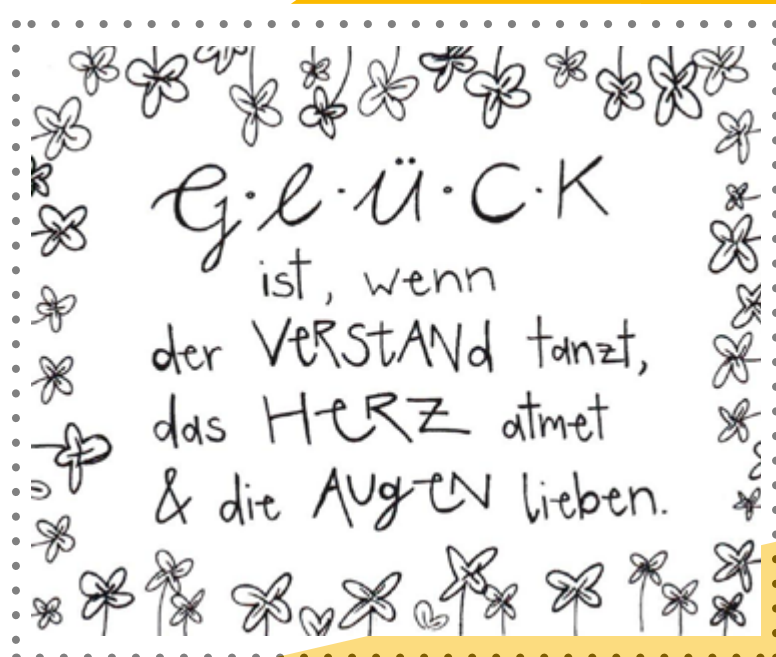 G·l·ü·C·K
ist, wenn
der VERSTANd tanzt,
das HERZ atmet
& die AUgEN lieben.